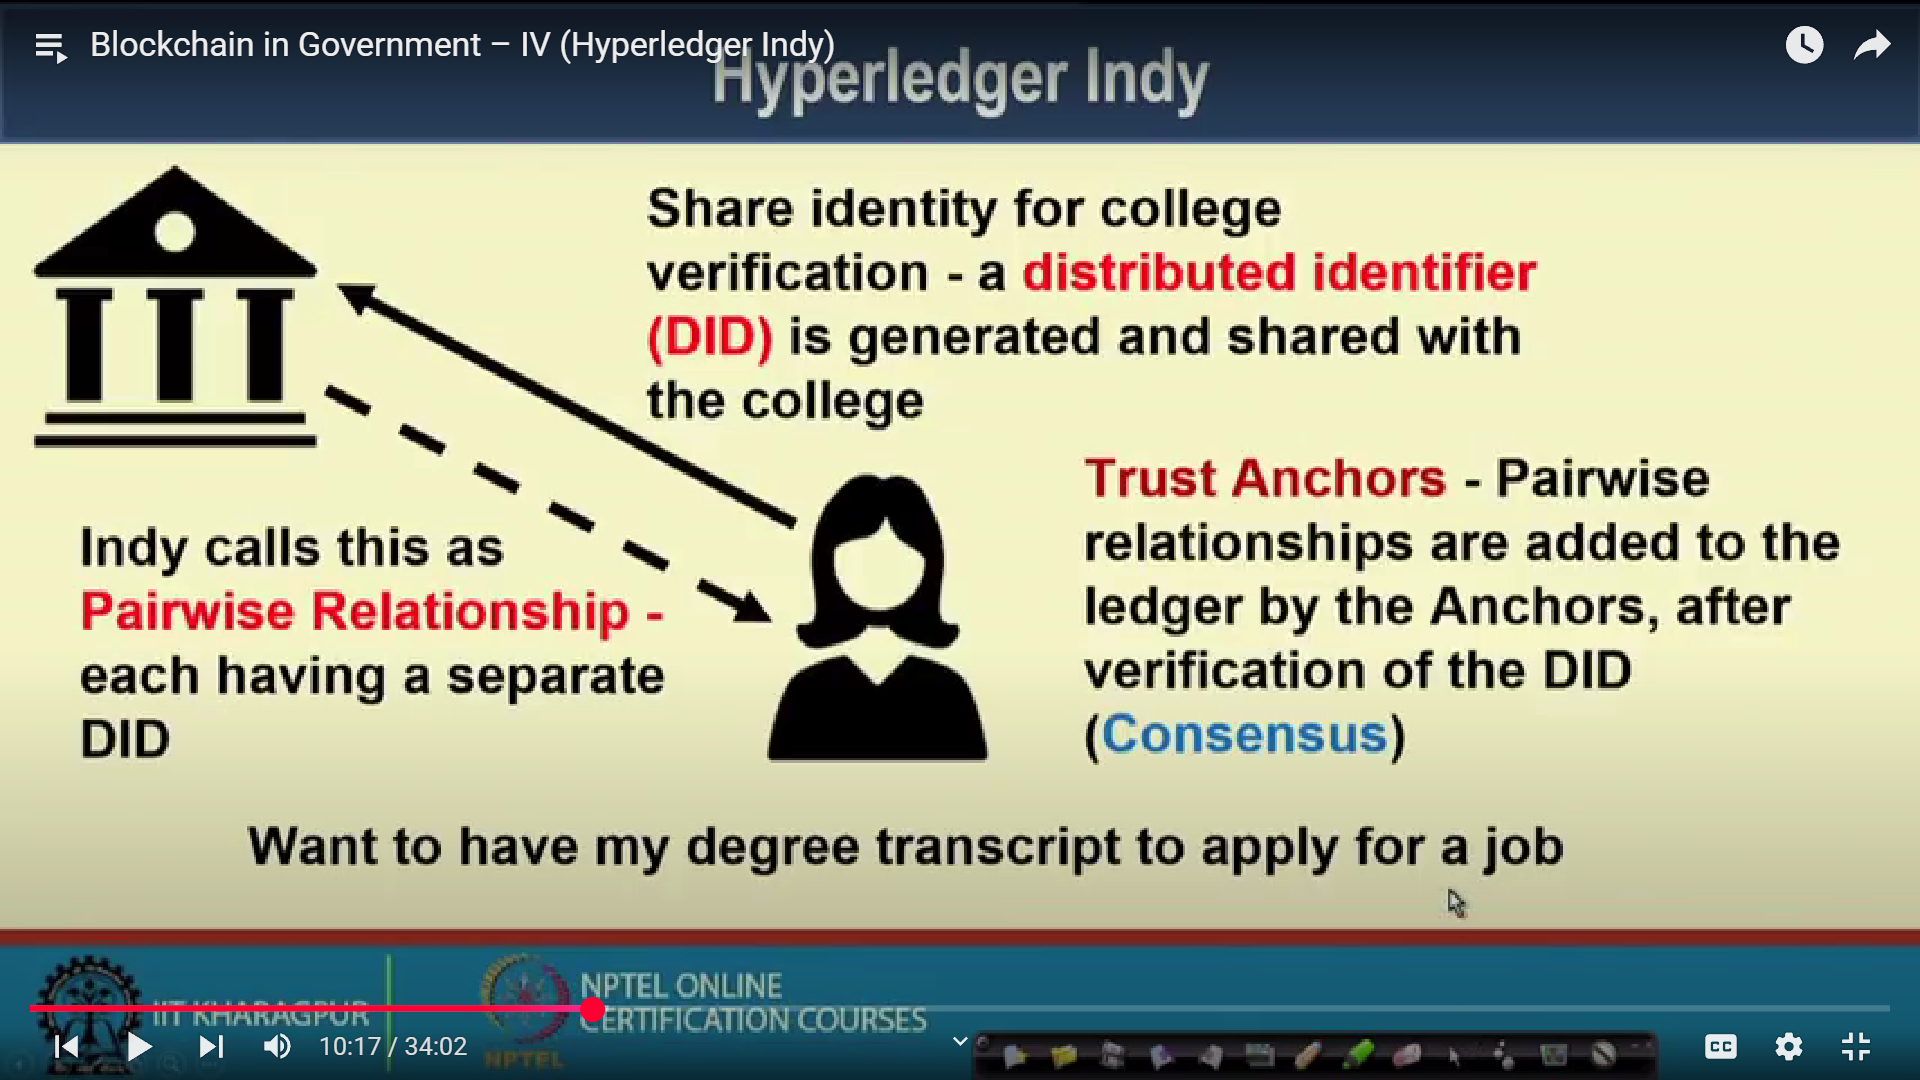 Blockchain in Government – IV (Hyperledger Indy)
Hyperledger Indy
Share identity for college
verification - a distributed identifier
(DID) is generated and shared with
the college
Trust Anchors - Pairwise
relationships are added to the
ledger by the Anchors, after
verification of the DID
(Consensus)
Indy calls this as
Pairwise Relationship -
each having a separate
DID
Want to have my degree transcript to apply for a job
IIT KHARAGPUR
NPTEL ONLINE
CERTIFICATION COURSES
NPTEL
10:17 / 34:02
CC